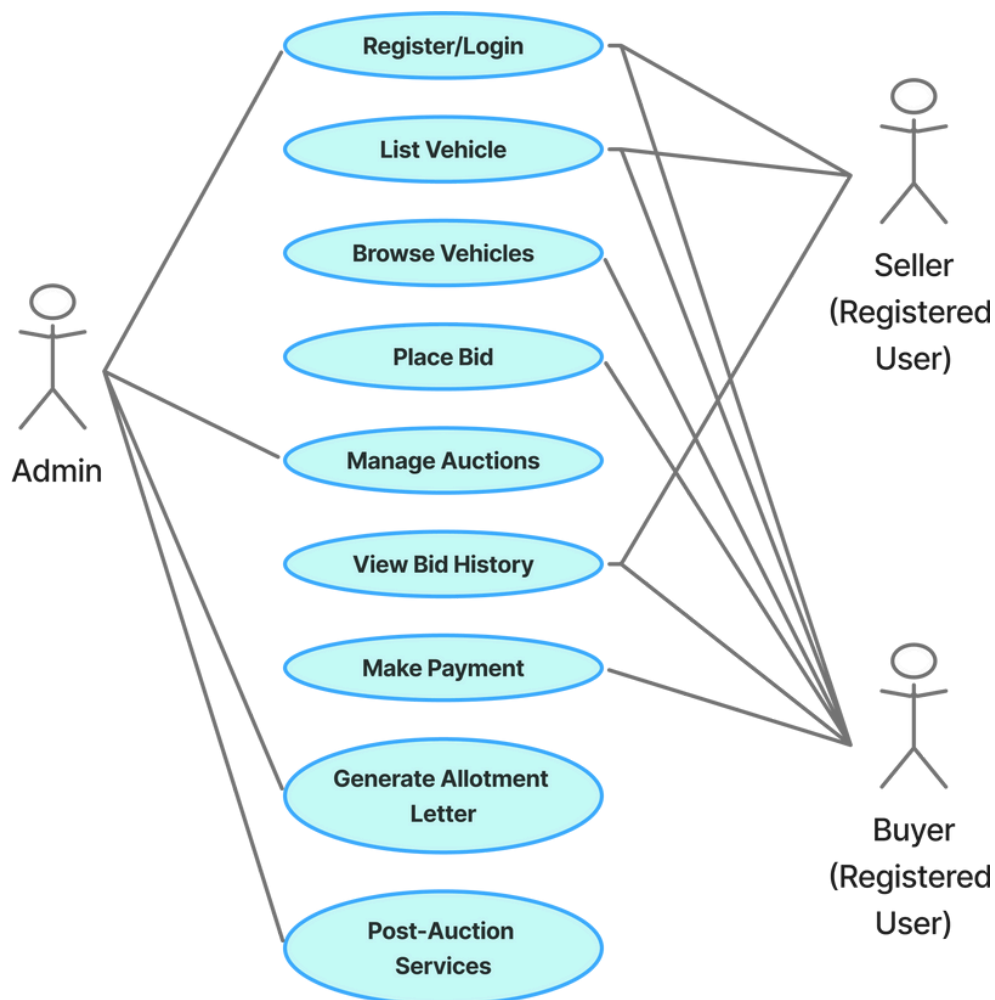 Register/Login
List Vehicle
Browse Vehicles
Place Bid
Manage Auctions
View Bid History
Make Payment
Generate Allotment
Letter
Post-Auction
Services
Admin
Seller
(Registered
User)
Buyer
(Registered
User)